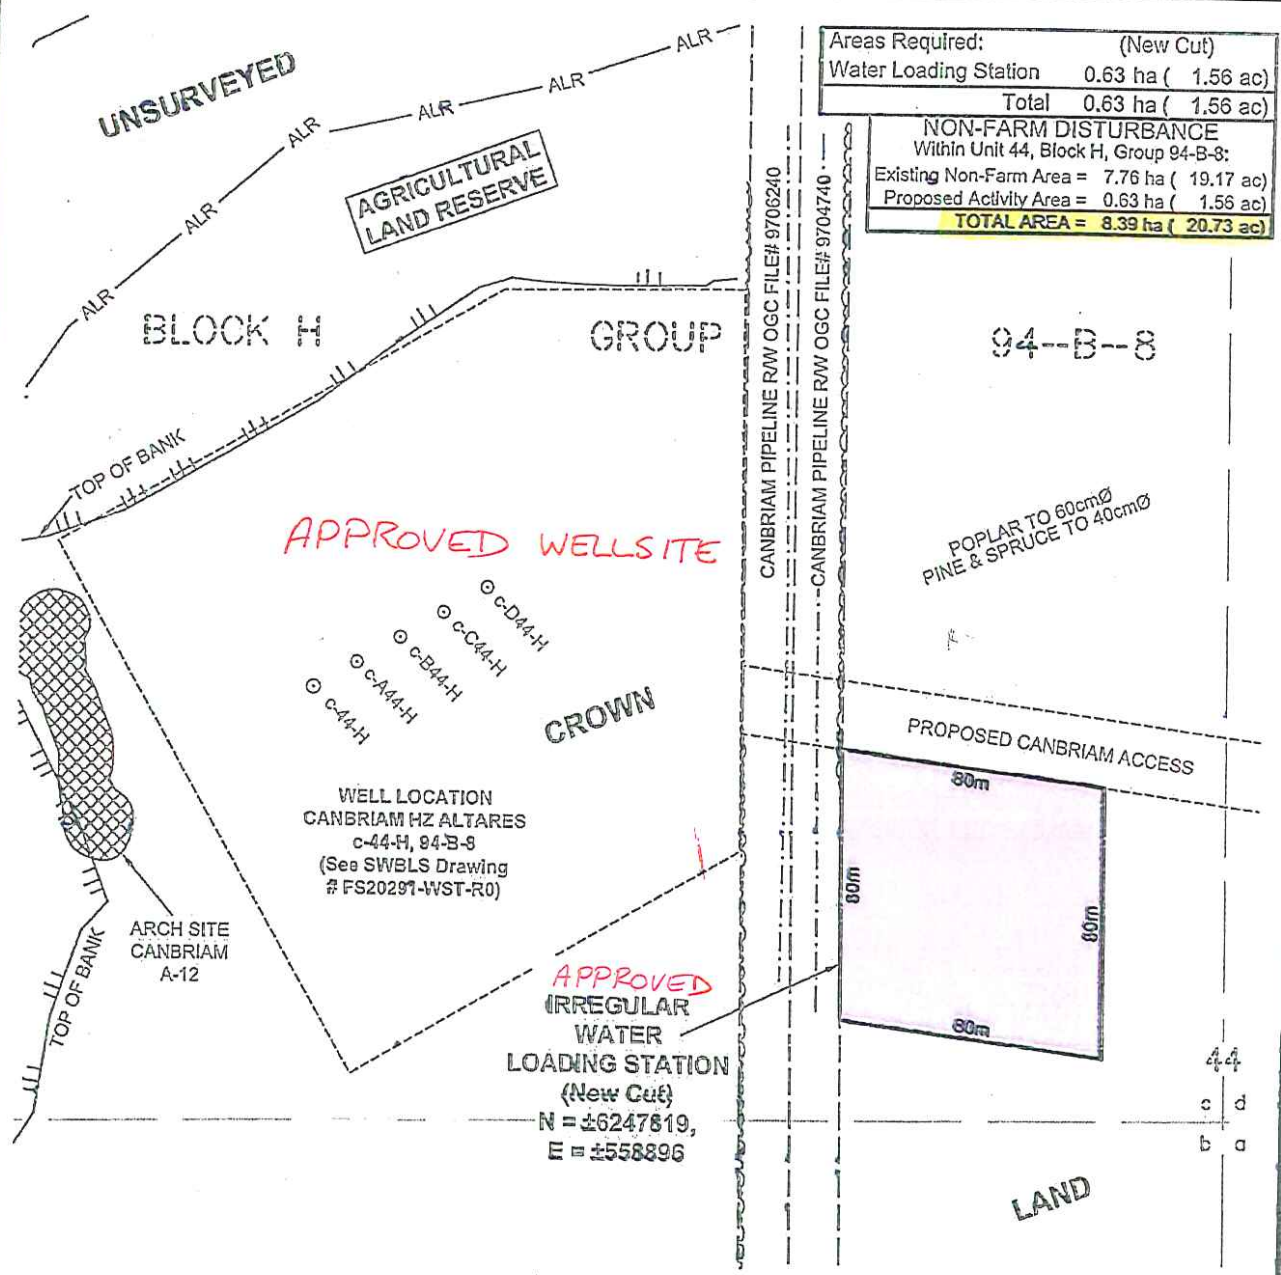 Areas Required: (New Cut)
Water Loading Station 0.63 ha ( 1.56 ac)
Total 0.63 ha ( 1.56 ac)
NON-FARM DISTURBANCE
Within Unit 44, Block H, Group 94-B-8:
Existing Non-Farm Area = 7.76 ha ( 19.17 ac)
Proposed Activity Area = 0.63 ha ( 1.56 ac)
TOTAL AREA = 8.39 ha ( 20.73 ac)
UNSURVEYED
ALR
ALR
ALR
ALR
ALR
ALR
AGRICULTURAL
LAND RESERVE
BLOCK H
GROUP
94--B--8
CANBRIAM PIPELINE R/W OGC FILE# 9706240
CANBRIAM PIPELINE R/W OGC FILE# 9704740
TOP OF BANK
APPROVED WELLSITE
POPLAR TO 60cmØ
PINE & SPRUCE TO 40cmØ
c-D44-H
c-C44-H
c-B44-H
c-A44-H
c-44-H
CROWN
PROPOSED CANBRIAM ACCESS
80m
80m
80m
80m
WELL LOCATION
CANBRIAM HZ ALTARES
c-44-H, 94-B-8
(See SWBLS Drawing
# FS20297-WST-R0)
ARCH SITE
CANBRIAM
A-12
TOP OF BANK
APPROVED
IRREGULAR
WATER
LOADING STATION
(New Cut)
N = ±6247819,
E = ±558896
44
c d
b a
LAND